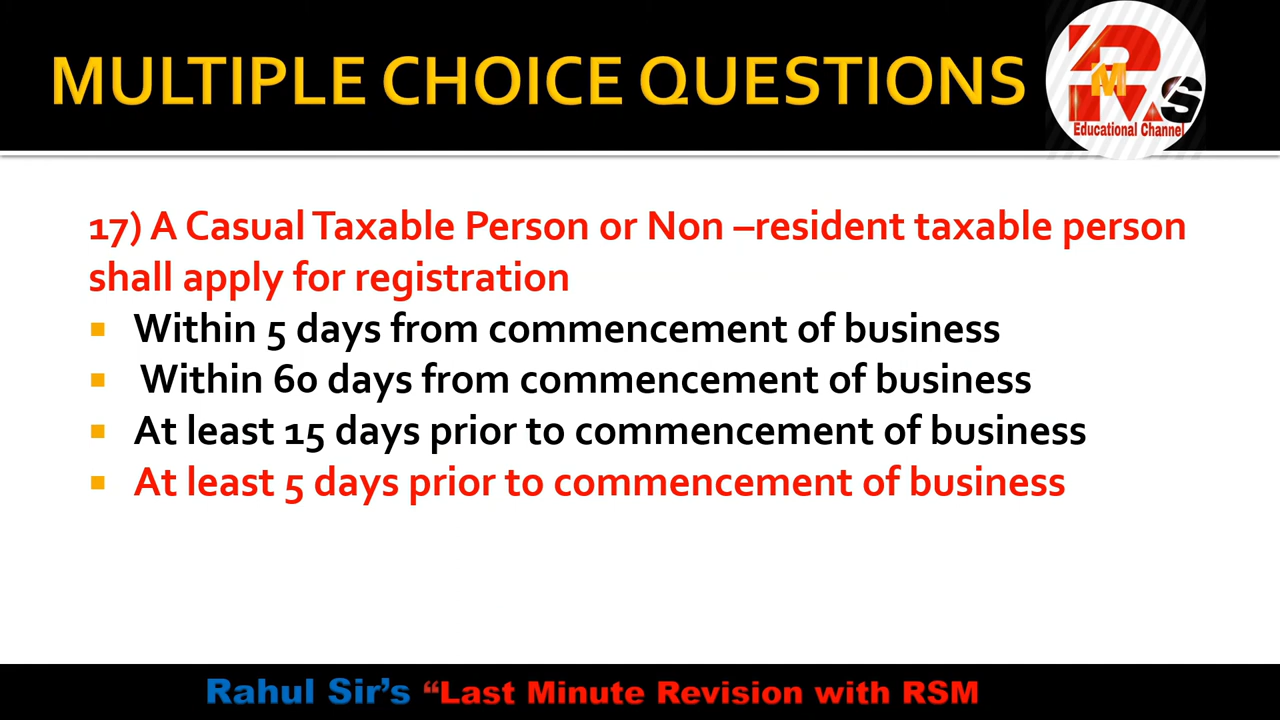 MULTIPLE CHOICE QUESTIONS
RMS
Educational Channel
17) A Casual Taxable Person or Non –resident taxable person
shall apply for registration
Within 5 days from commencement of business
Within 60 days from commencement of business
At least 15 days prior to commencement of business
At least 5 days prior to commencement of business
Rahul Sir’s “Last Minute Revision with RSM